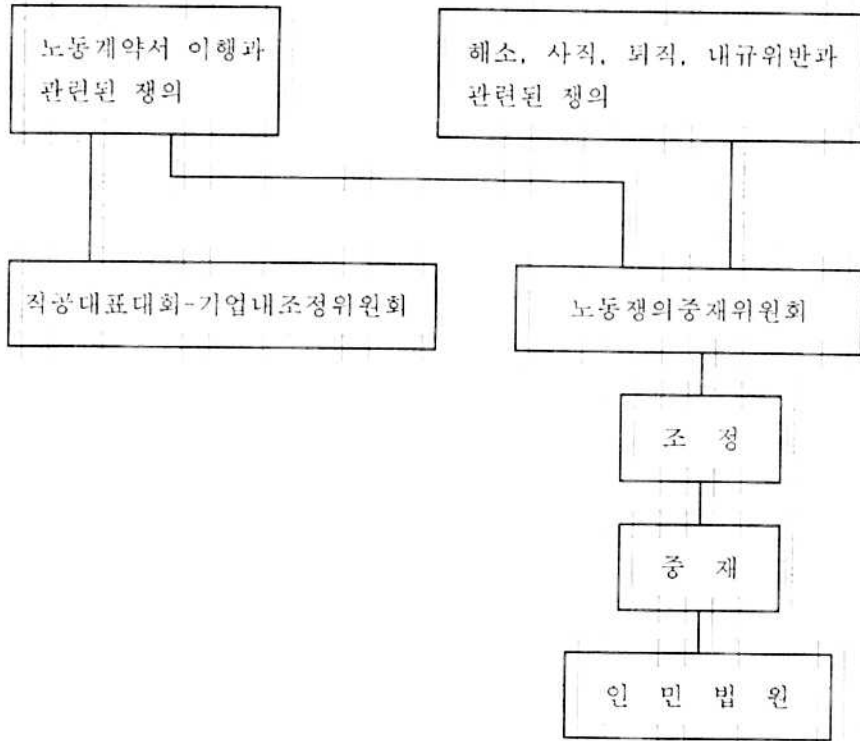 노동계약서 이행과
관련된 쟁의
해소, 사직, 퇴직, 내규위반과
관련된 쟁의
직공대표대회-기업내조정위원회
노동쟁의중재위원회
조 정
중 재
인 민 법 원